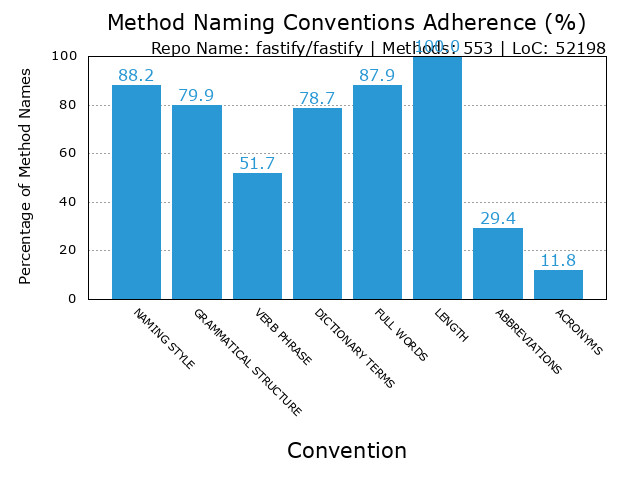 Method Naming Conventions Adherence (%)
Repo Name: fastify/fastify | Methods: 553 | LoC: 52198
Percentage of Method Names
100
80
60
40
20
0
88.2
79.9
51.7
78.7
87.9
100.0
29.4
11.8
NAMING STYLE
GRAMMATICAL STRUCTURE
VERB PHRASE
DICTIONARY TERMS
FULL WORDS
LENGTH
ABBREVIATIONS
ACRONYMS
Convention